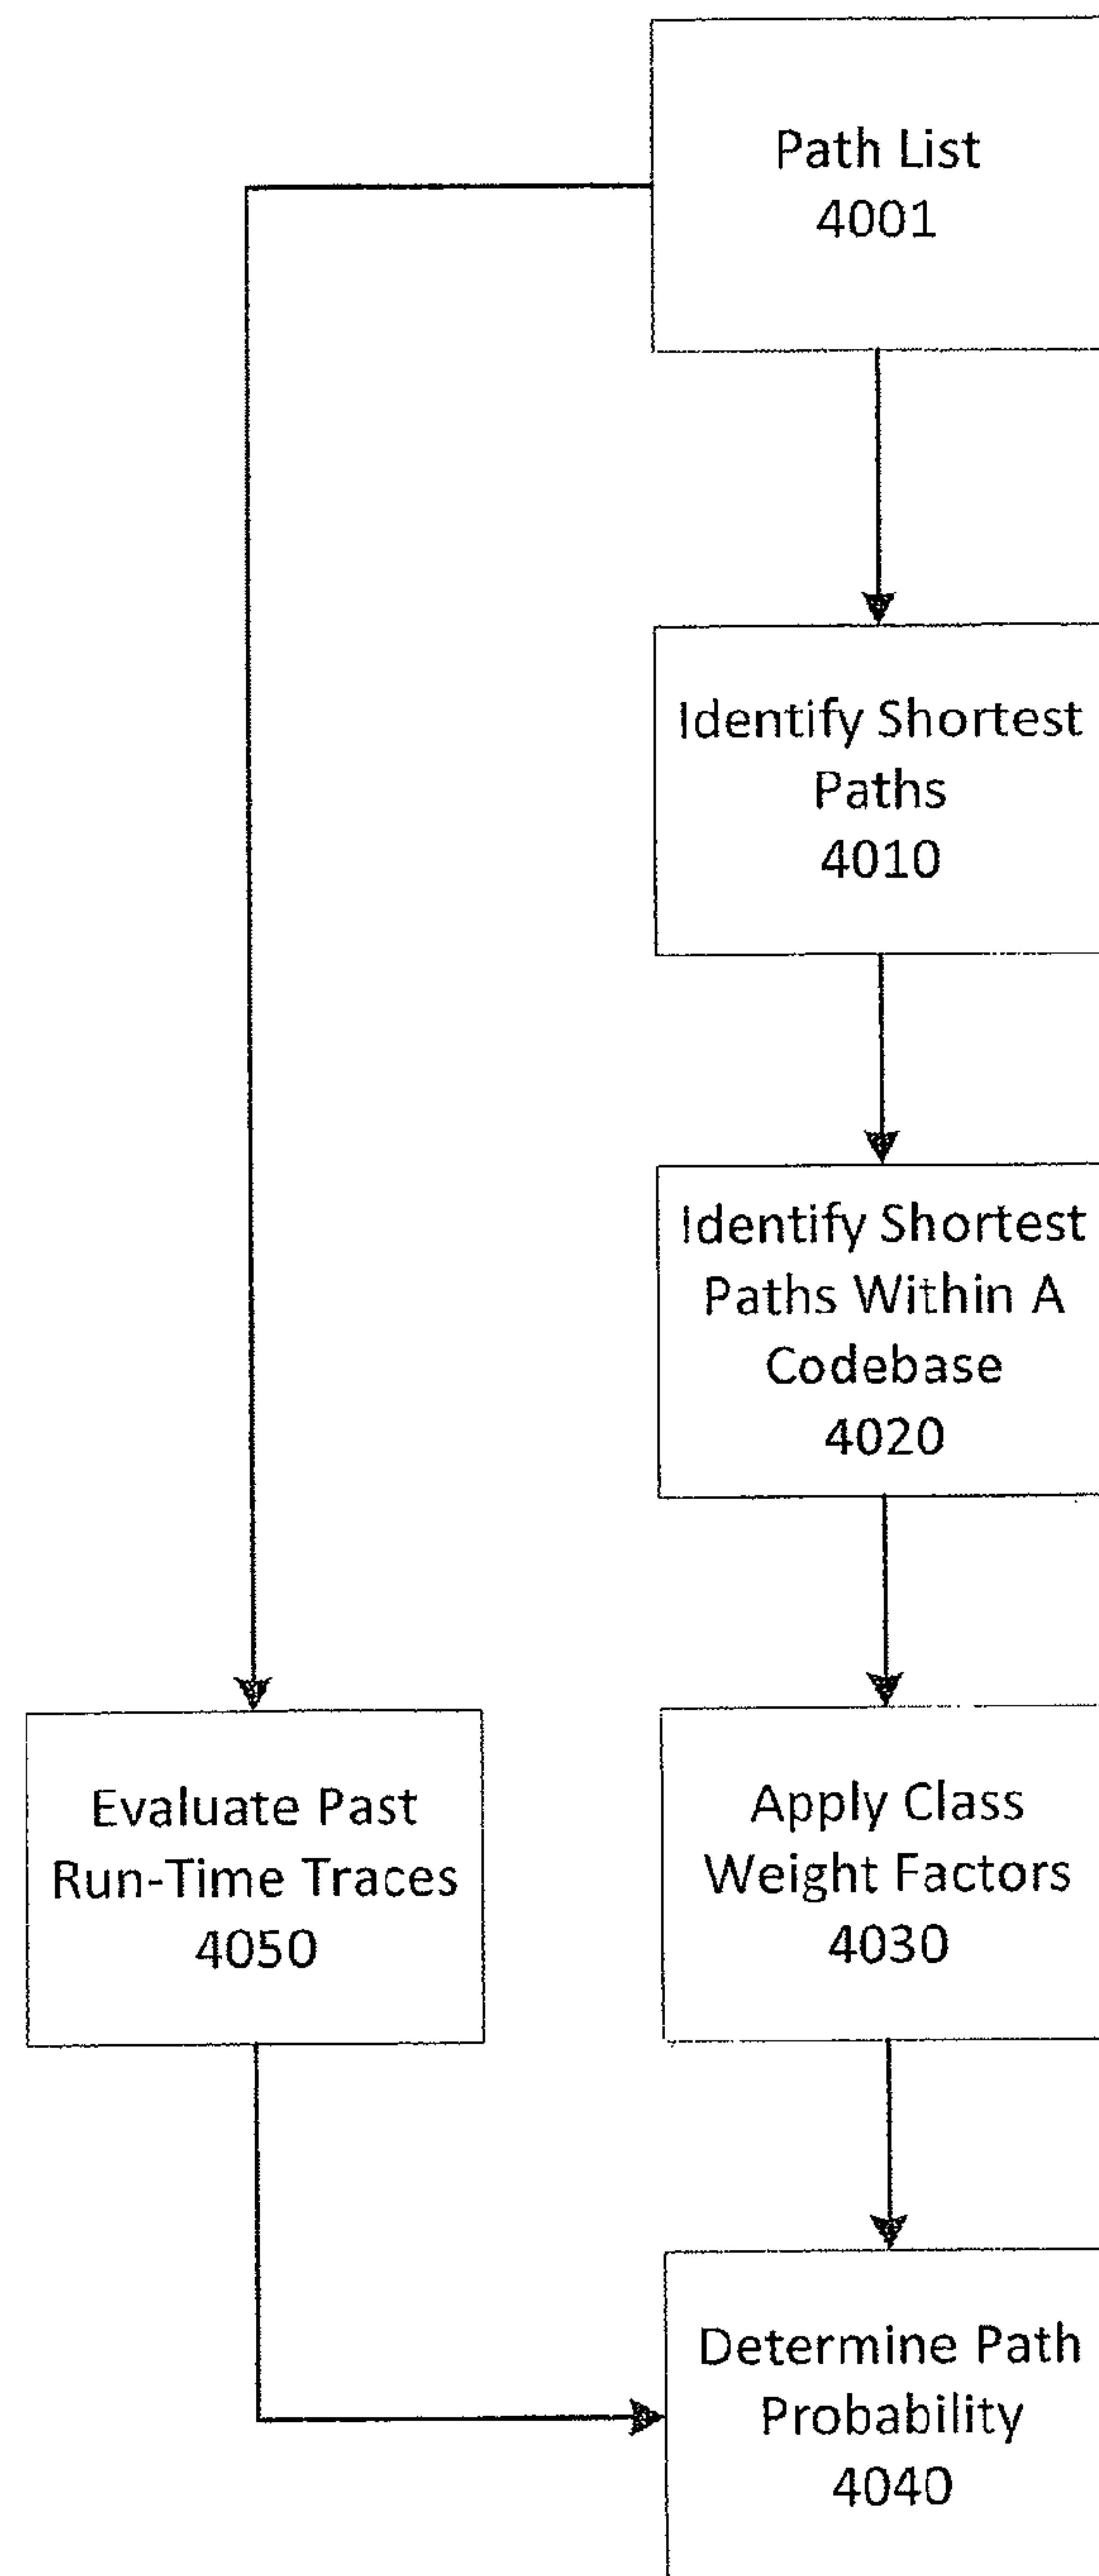 Path List
4001
Identify Shortest
Paths
4010
Identify Shortest
Paths Within A
Codebase
4020
Evaluate Past
Run-Time Traces
4050
Apply Class
Weight Factors
4030
Determine Path
Probability
4040